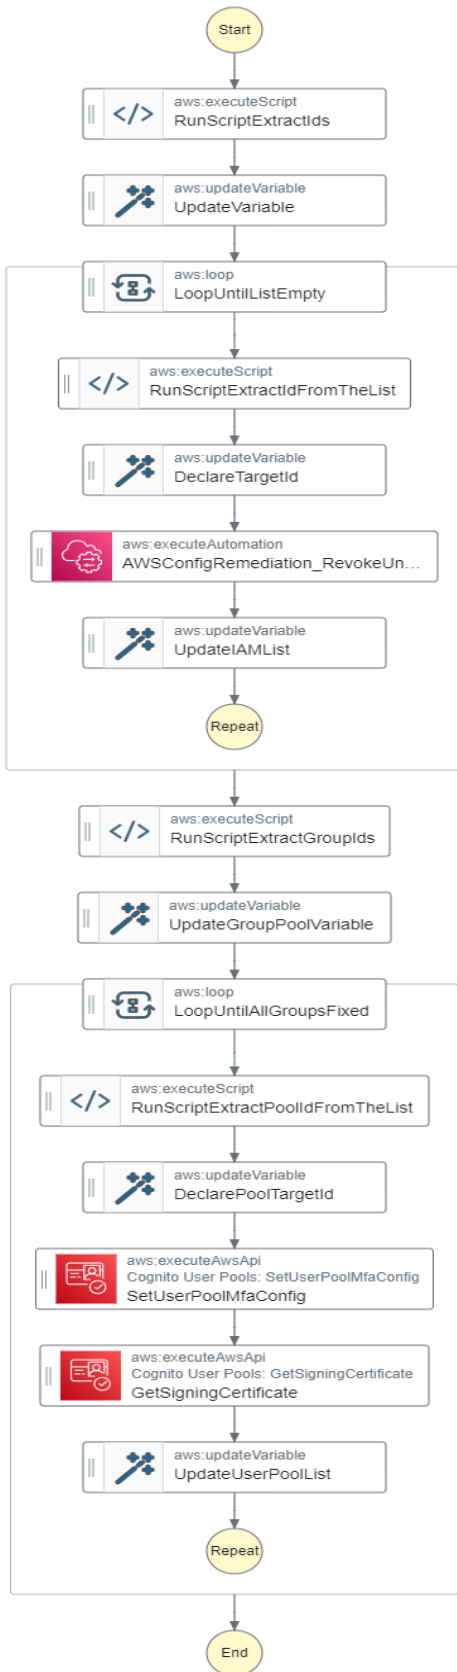 Start
aws:executeScript
RunScriptExtractIds
aws:updateVariable
UpdateVariable
aws:loop
LoopUntilListEmpty
aws:executeScript
RunScriptExtractIdFromTheList
aws:updateVariable
DeclareTargetId
aws:executeAutomation
AWSConfigRemediation_RevokeUn...
aws:updateVariable
UpdateIAMList
Repeat
aws:executeScript
RunScriptExtractGroupIds
aws:updateVariable
UpdateGroupPoolVariable
aws:loop
LoopUntilAllGroupsFixed
aws:executeScript
RunScriptExtractPoolIdFromTheList
aws:updateVariable
DeclarePoolTargetId
aws:executeAwsApi
Cognito User Pools: SetUserPoolMfaConfig
SetUserPoolMfaConfig
aws:executeAwsApi
Cognito User Pools: GetSigningCertificate
GetSigningCertificate
aws:updateVariable
UpdateUserPoolList
Repeat
End